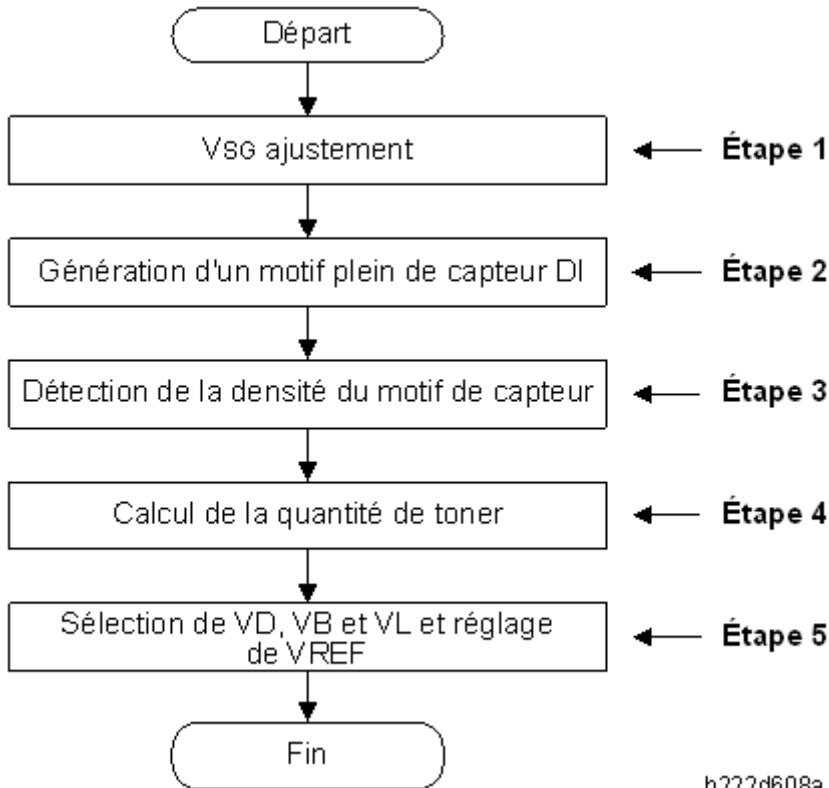 Départ
VSG ajustement
Étape 1
Génération d'un motif plein de capteur DI
Étape 2
Détection de la densité du motif de capteur
Étape 3
Calcul de la quantité de toner
Étape 4
Sélection de VD, VB et VL et réglage
de VREF
Étape 5
Fin
b222d608a